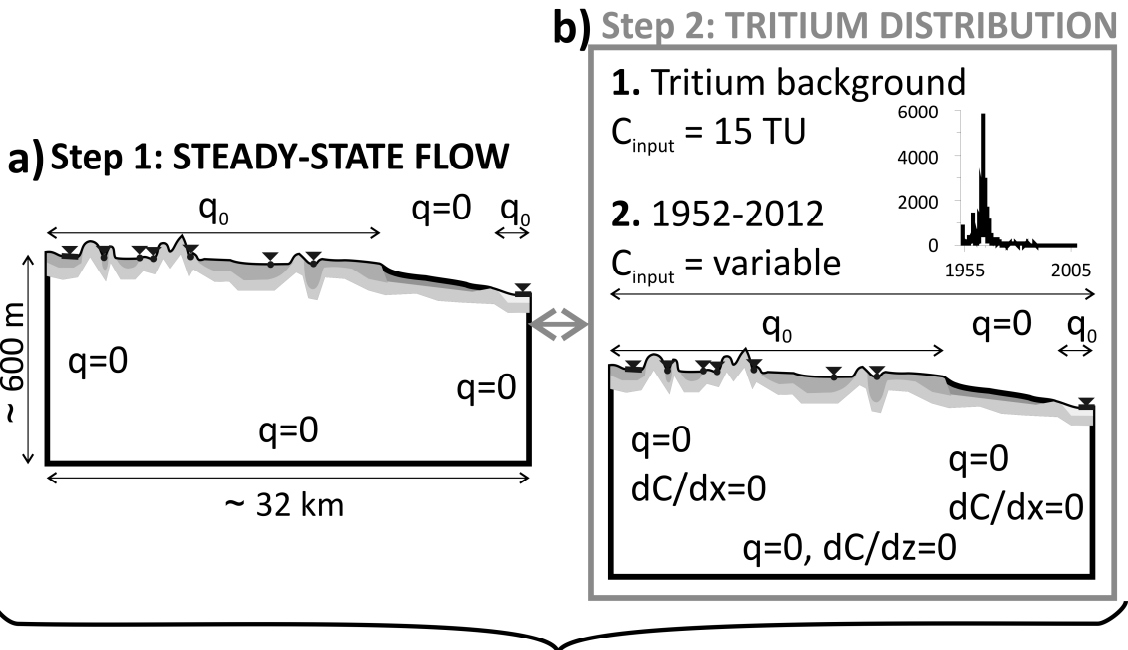 a) Step 1: STEADY-STATE FLOW
q₀
q=0
q₀
~ 600 m
q=0
q=0
q=0
~ 32 km
b) Step 2: TRITIUM DISTRIBUTION
1. Tritium background
C_input = 15 TU
2. 1952-2012
C_input = variable
6000
4000
2000
0
1955 2005
q₀
q=0
q₀
q=0
dC/dx=0
q=0
dC/dx=0
q=0, dC/dz=0